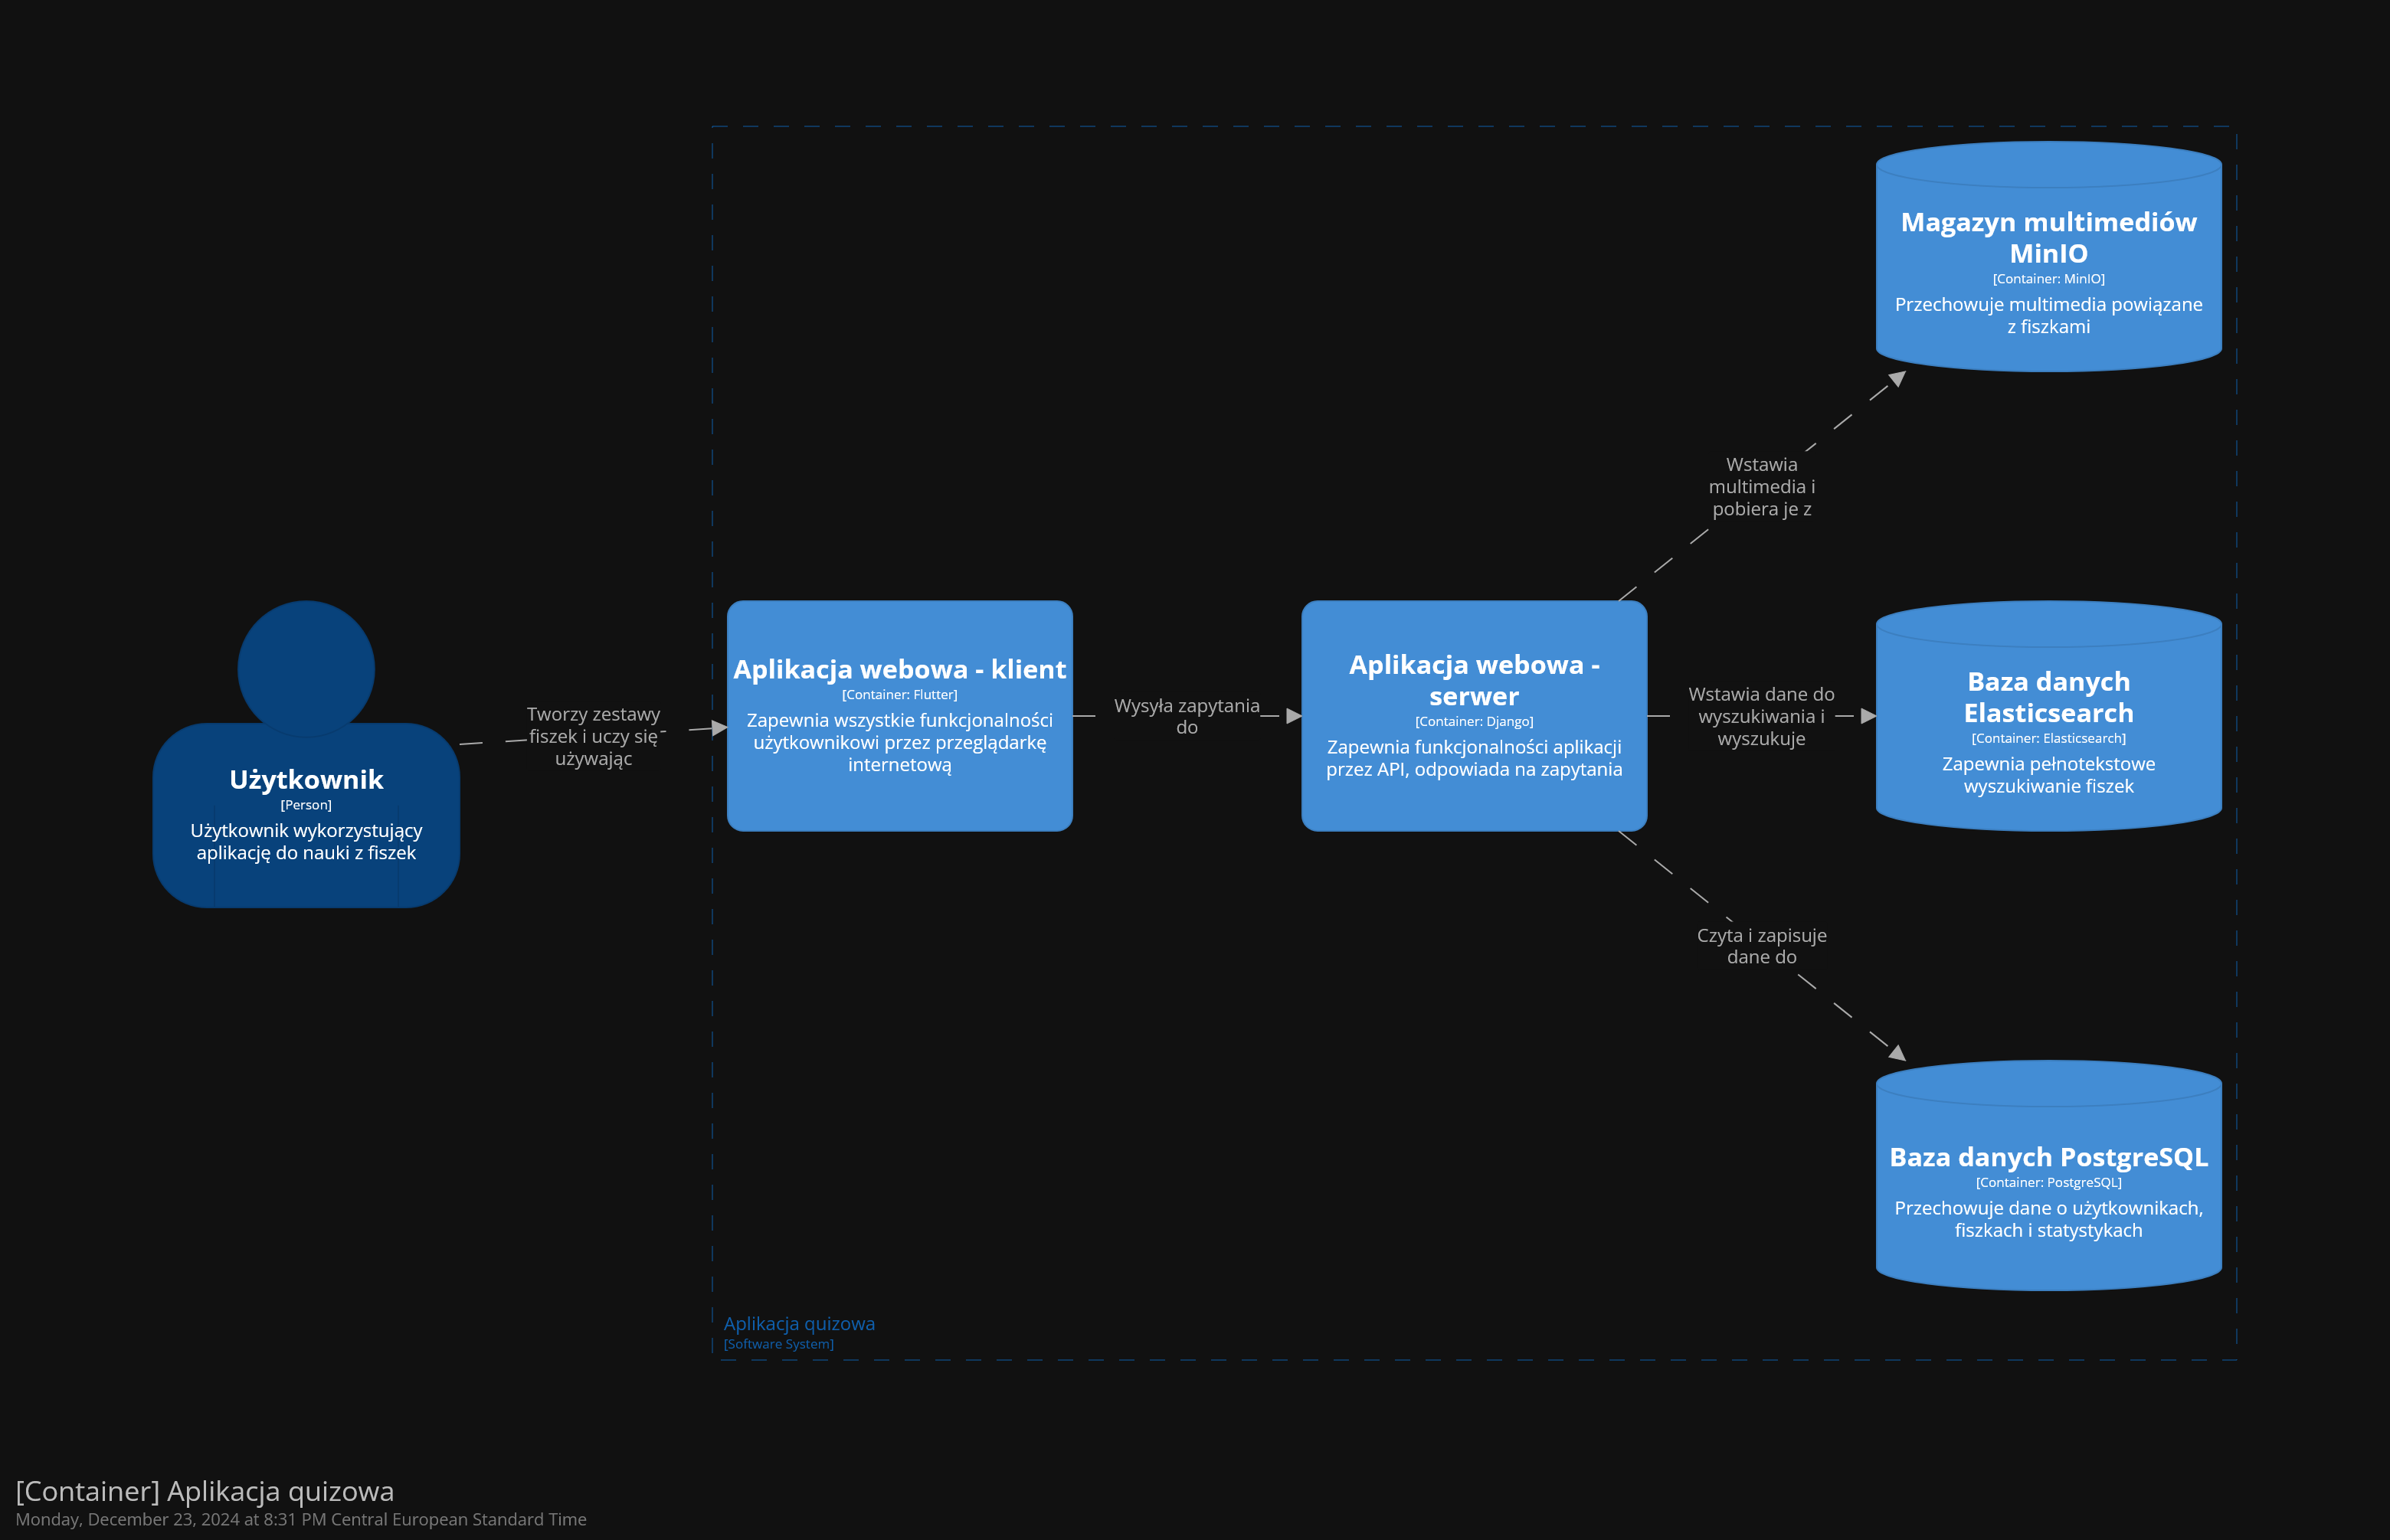 Magazyn multimediów
MinIO
[Container: MinIO]
Przechowuje multimedia powiązane
z fiszkami
Wstawia
multimedia i
pobiera je z
Użytkownik
[Person]
Użytkownik wykorzystujący
aplikację do nauki z fiszek
Tworzy zestawy
fiszek i uczy się
używając
Aplikacja webowa - klient
[Container: Flutter]
Zapewnia wszystkie funkcjonalności
użytkownikowi przez przeglądarkę
internetową
Wysyła zapytania
do
Aplikacja webowa -
serwer
[Container: Django]
Zapewnia funkcjonalności aplikacji
przez API, odpowiada na zapytania
Wstawia dane do
wyszukiwania i
wyszukuje
Baza danych
Elasticsearch
[Container: Elasticsearch]
Zapewnia pełnotekstowe
wyszukiwanie fiszek
Czyta i zapisuje
dane do
Baza danych PostgreSQL
[Container: PostgreSQL]
Przechowuje dane o użytkownikach,
fiszkach i statystykach
Aplikacja quizowa
[Software System]
[Container] Aplikacja quizowa
Monday, December 23, 2024 at 8:31 PM Central European Standard Time